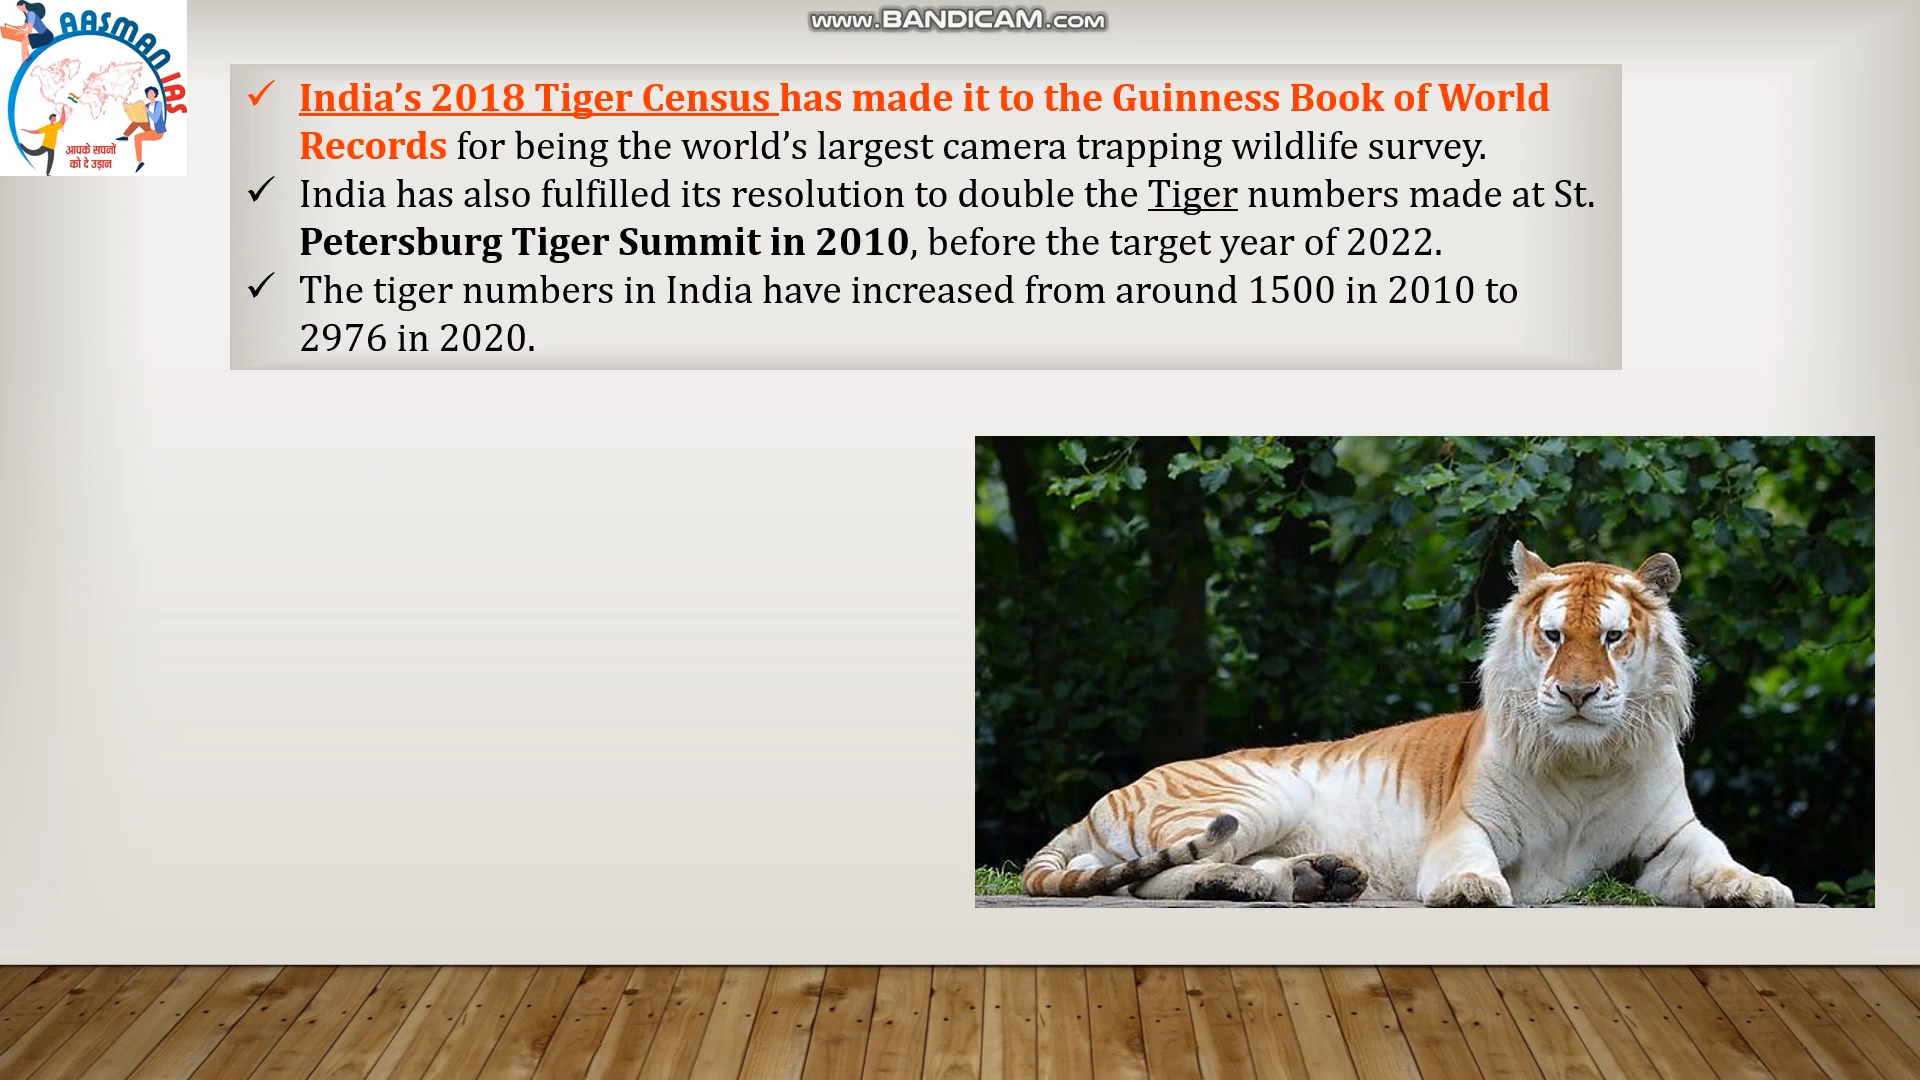 www.BANDICAM.com
AASMAN IAS
आपके सपनों
को दे उड़ान
✓ India’s 2018 Tiger Census has made it to the Guinness Book of World
Records for being the world’s largest camera trapping wildlife survey.
✓ India has also fulfilled its resolution to double the Tiger numbers made at St.
Petersburg Tiger Summit in 2010, before the target year of 2022.
✓ The tiger numbers in India have increased from around 1500 in 2010 to
2976 in 2020.